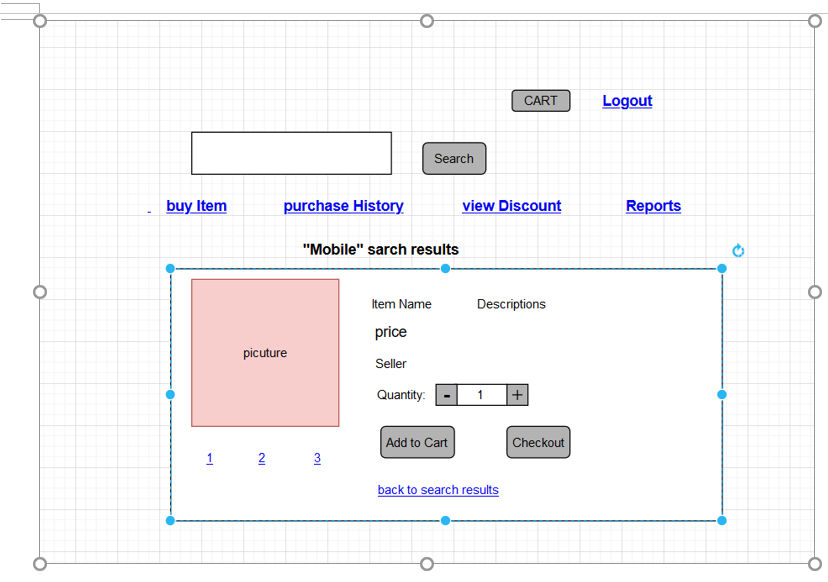 CART Logout
Search
buy Item purchase History view Discount Reports
"Mobile" sarch results
picuture
Item Name Descriptions
price
Seller
Quantity: - 1 +
Add to Cart Checkout
1 2 3
back to search results